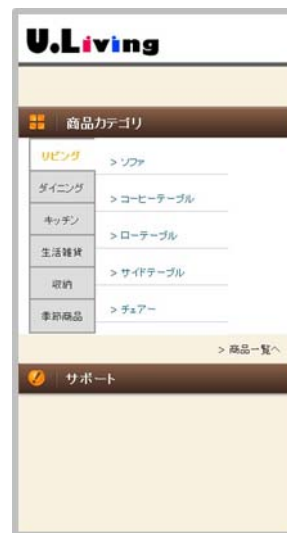 U.Living
商品カテゴリ
リビング
ダイニング
キッチン
生活雑貨
収納
季節商品
> ソファ
> コーヒーテーブル
> ローテーブル
> サイドテーブル
> チェアー
> 商品一覧へ
サポート